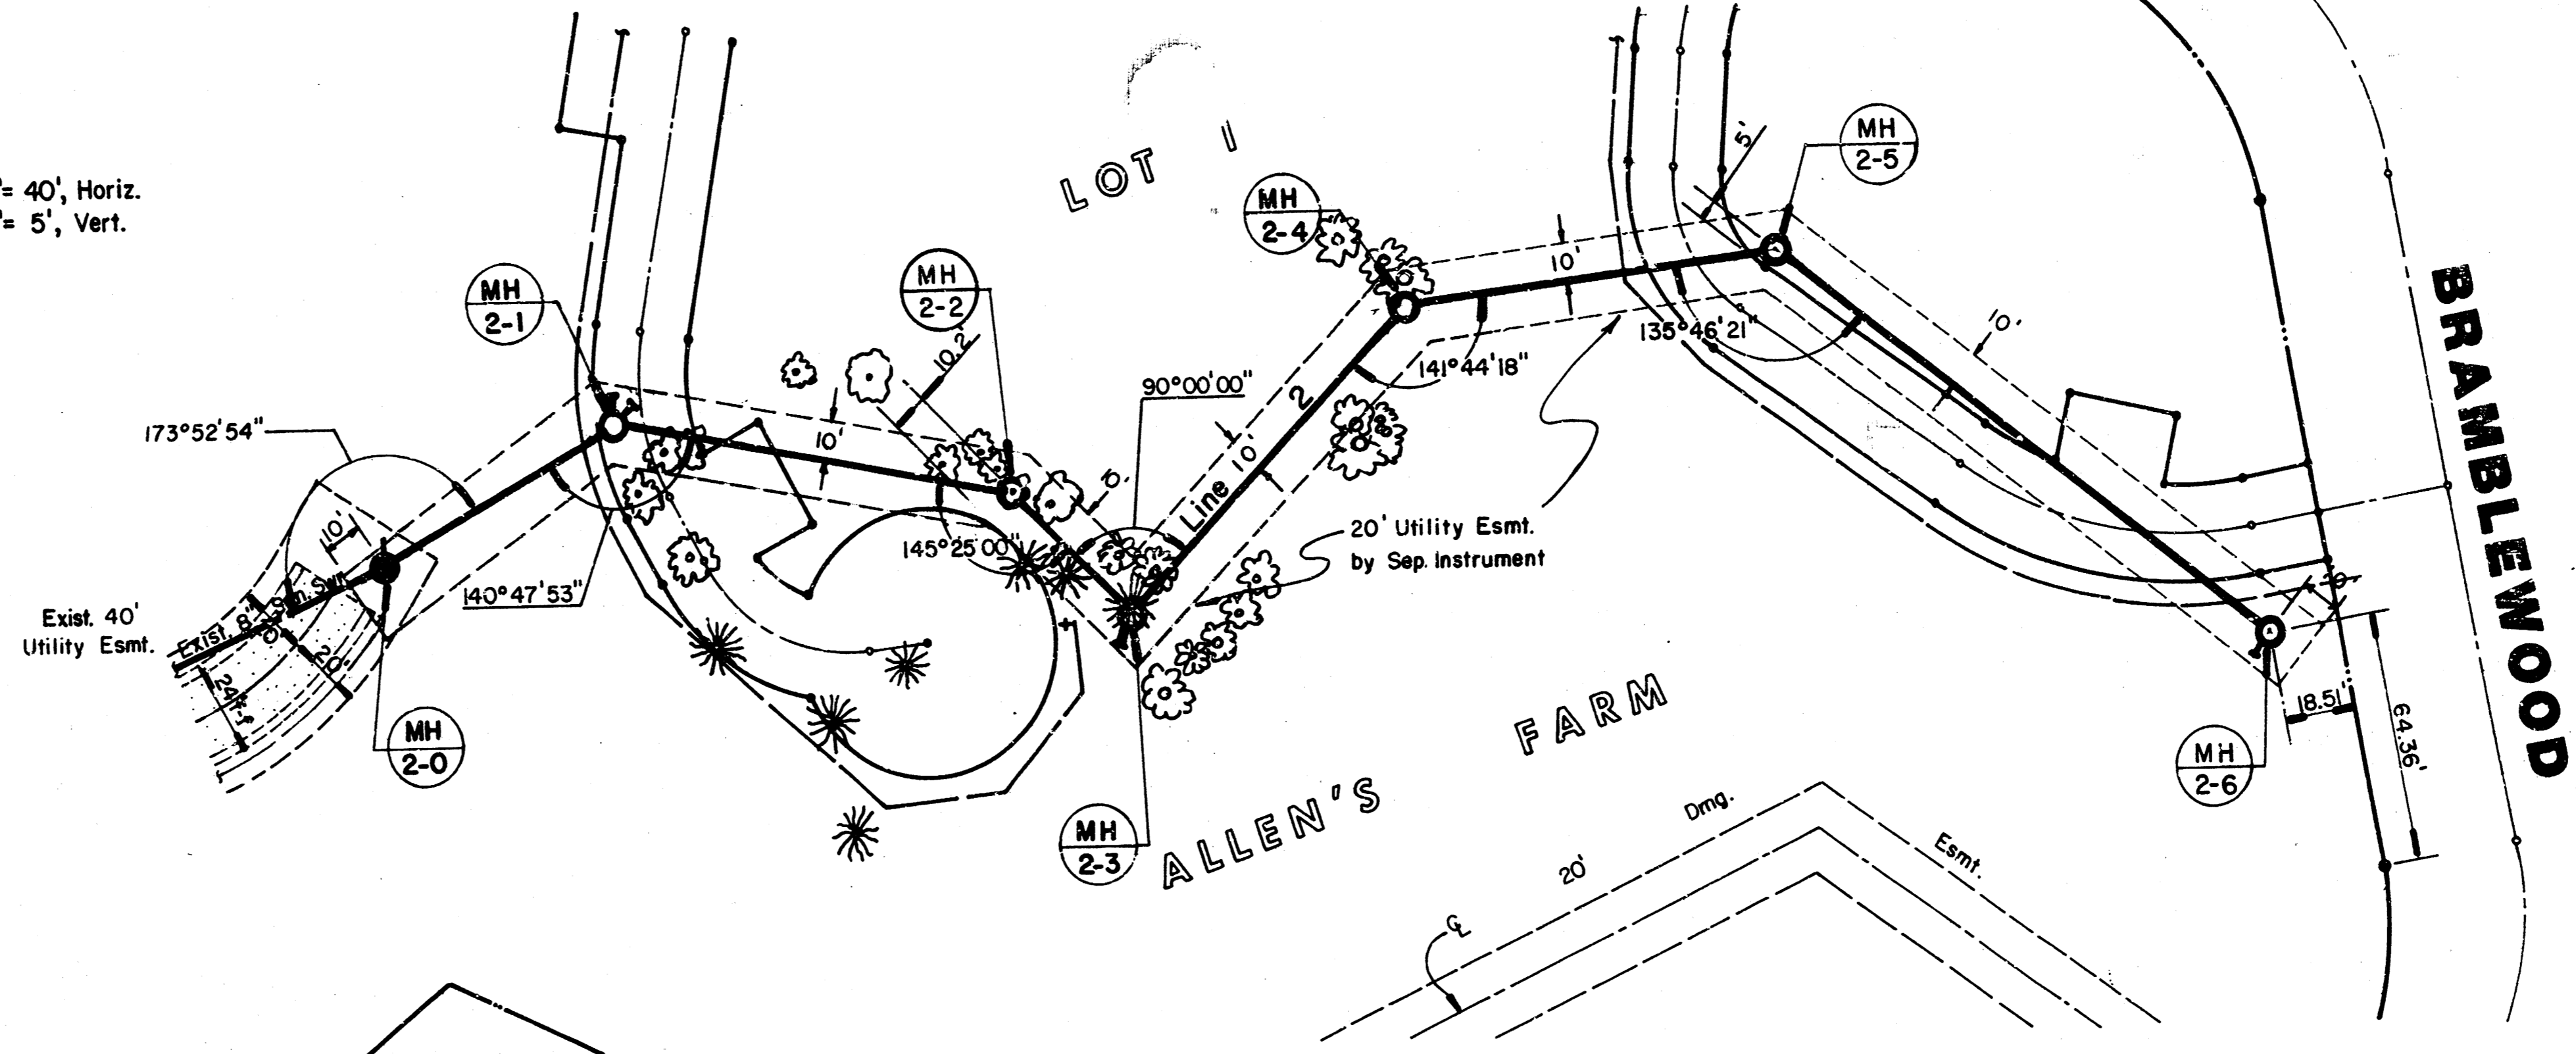 = 40', Horiz.
= 5', Vert.
LOT 1
MH
2-5
5'
MH
2-4
MH
2-2
MH
2-1
10.2'
10'
10'
10'
135°46'21"
141°44'18"
90°00'00"
173°52'54"
10'
Line 2
10'
5'
145°25'00"
20' Utility Esmt.
by Sep. Instrument
140°47'53"
10'
Exist. 40'
Utility Esmt.
Exist. 8" San. Swr.
20'
MH
2-0
MH
2-3
MH
2-6
18.51'
64.36'
BRAMBLEWOOD
ALLEN'S FARM
20' Drng. Esmt.
℄